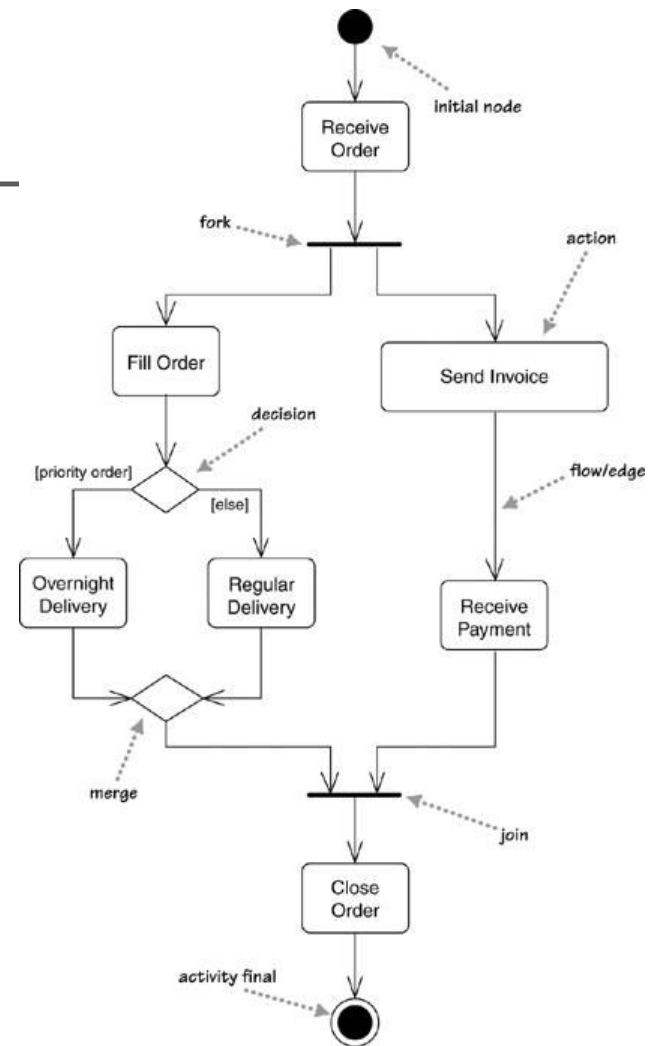 initial node
Receive
Order
fork
action
Fill Order
Send Invoice
decision
[priority order]
[else]
flow/edge
Overnight
Delivery
Regular
Delivery
Receive
Payment
merge
join
Close
Order
activity final